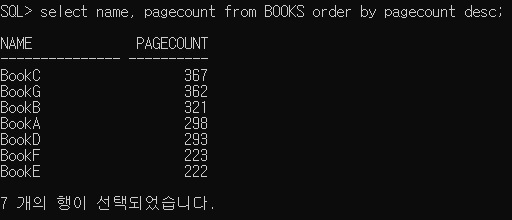 SQL> select name, pagecount from BOOKS order by pagecount desc;
NAME PAGECOUNT
--------------- ----------
BookC 367
BookG 362
BookB 321
BookA 298
BookD 293
BookF 223
BookE 222
7 개의 행이 선택되었습니다.